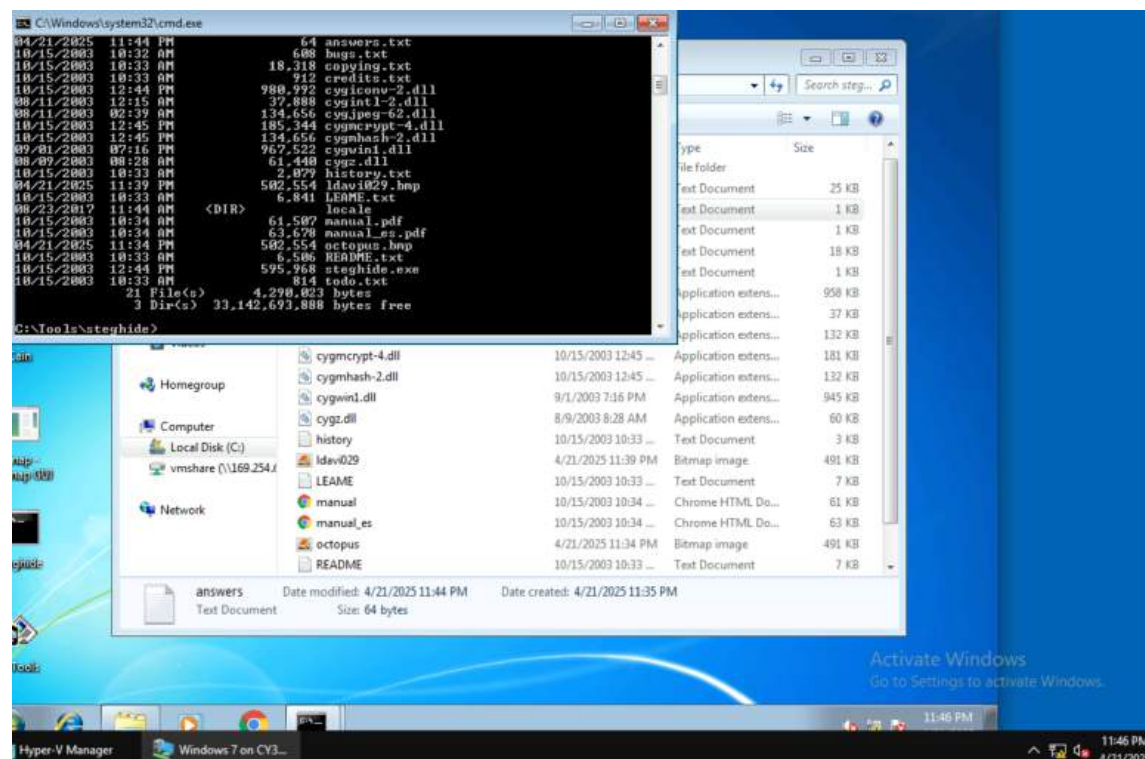 C:\Windows\system32\cmd.exe
04/21/2025 11:44 PM 64 answers.txt
10/15/2003 10:32 AM 608 bugs.txt
10/15/2003 10:33 AM 18,318 copying.txt
10/15/2003 10:33 AM 912 credits.txt
10/15/2003 12:44 PM 980,992 cygiconv-2.dll
08/11/2003 12:15 AM 37,888 cygintl-2.dll
08/11/2003 02:39 AM 134,656 cygjpeg-62.dll
10/15/2003 12:45 PM 185,344 cygmcrypt-4.dll
10/15/2003 12:45 PM 134,656 cygmhash-2.dll
09/01/2003 07:16 PM 967,522 cygwin1.dll
08/09/2003 08:28 AM 61,440 cygz.dll
10/15/2003 10:33 AM 2,079 history.txt
04/21/2025 11:39 PM 502,554 ldavi029.bmp
10/15/2003 10:33 AM 6,841 LEAME.txt
08/23/2017 11:44 AM <DIR> locale
10/15/2003 10:34 AM 61,507 manual.pdf
10/15/2003 10:34 AM 63,678 manual_es.pdf
04/21/2025 11:34 PM 502,554 octopus.bmp
10/15/2003 10:33 AM 6,506 README.txt
10/15/2003 12:44 PM 595,968 steghide.exe
10/15/2003 10:33 AM 814 todo.txt
21 File(s) 4,290,023 bytes
3 Dir(s) 33,142,693,888 bytes free
C:\Tools\steghide>
Search steg...
Size
File folder
Text Document 25 KB
Text Document 1 KB
Text Document 1 KB
Text Document 18 KB
Text Document 1 KB
Application extens... 958 KB
Application extens... 37 KB
Application extens... 132 KB
cygmcrypt-4.dll 10/15/2003 12:45 ... Application extens... 181 KB
cygmhash-2.dll 10/15/2003 12:45 ... Application extens... 132 KB
cygwin1.dll 9/1/2003 7:16 PM Application extens... 945 KB
cygz.dll 8/9/2003 8:28 AM Application extens... 60 KB
history 10/15/2003 10:33 ... Text Document 3 KB
ldavi029 4/21/2025 11:39 PM Bitmap image 491 KB
LEAME 10/15/2003 10:33 ... Text Document 7 KB
manual 10/15/2003 10:34 ... Chrome HTML Do... 61 KB
manual_es 10/15/2003 10:34 ... Chrome HTML Do... 63 KB
octopus 4/21/2025 11:34 PM Bitmap image 491 KB
README 10/15/2003 10:33 ... Text Document 7 KB
Homegroup
Computer
Local Disk (C:)
vmshare (\\169.254.(
Network
answers Date modified: 4/21/2025 11:44 PM Date created: 4/21/2025 11:35 PM
Text Document Size: 64 bytes
Activate Windows
Go to Settings to activate Windows.
11:46 PM
Hyper-V Manager
Windows 7 on CY3...
11:46 PM